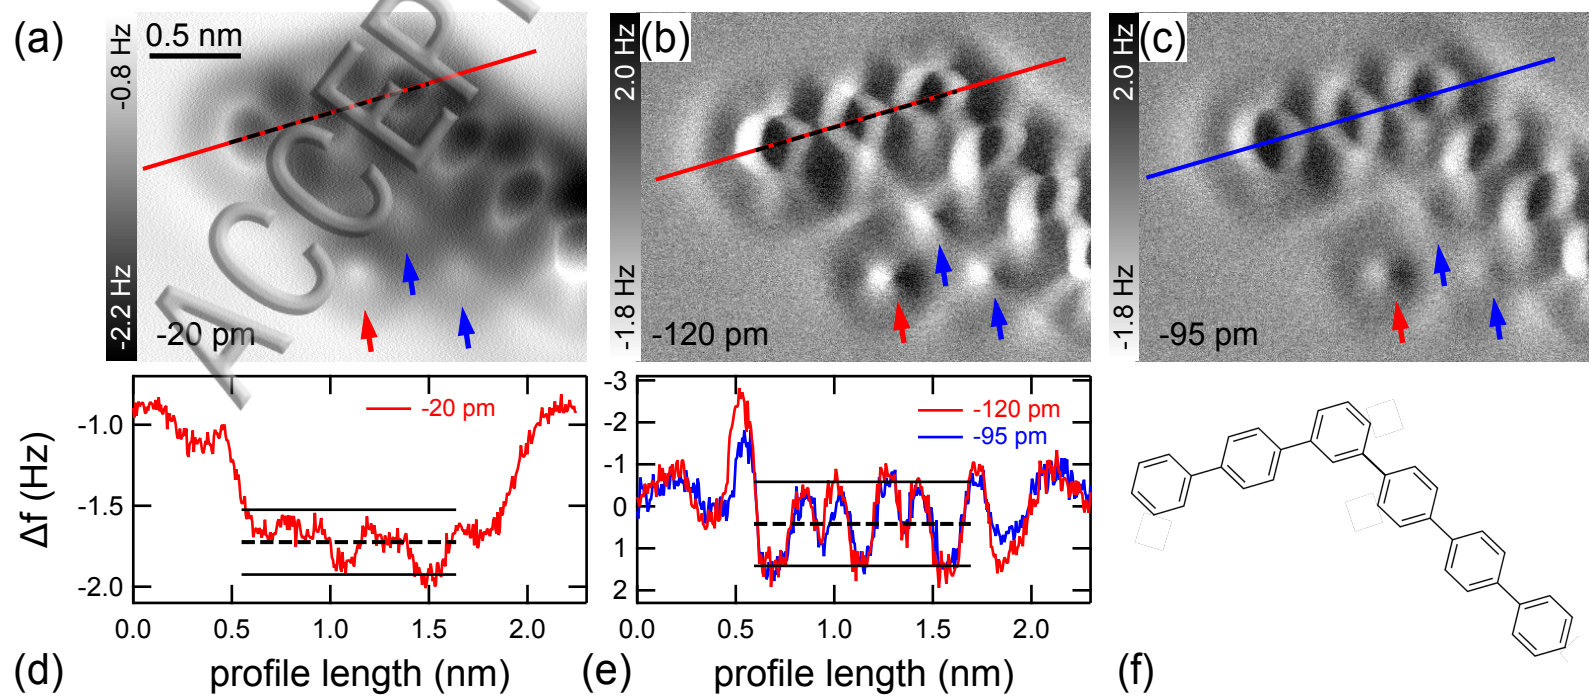 (a)
0.5 nm
-0.8 Hz
-2.2 Hz
-20 pm
ACCEPT
(b)
2.0 Hz
-1.8 Hz
-120 pm
(c)
2.0 Hz
-1.8 Hz
-95 pm
Δf (Hz)
-1.0
-1.5
-2.0
-20 pm
0.0 0.5 1.0 1.5 2.0
(d)
profile length (nm)
-3
-2
-1
0
1
2
-120 pm
-95 pm
0.0 0.5 1.0 1.5 2.0
(e)
profile length (nm)
(f)